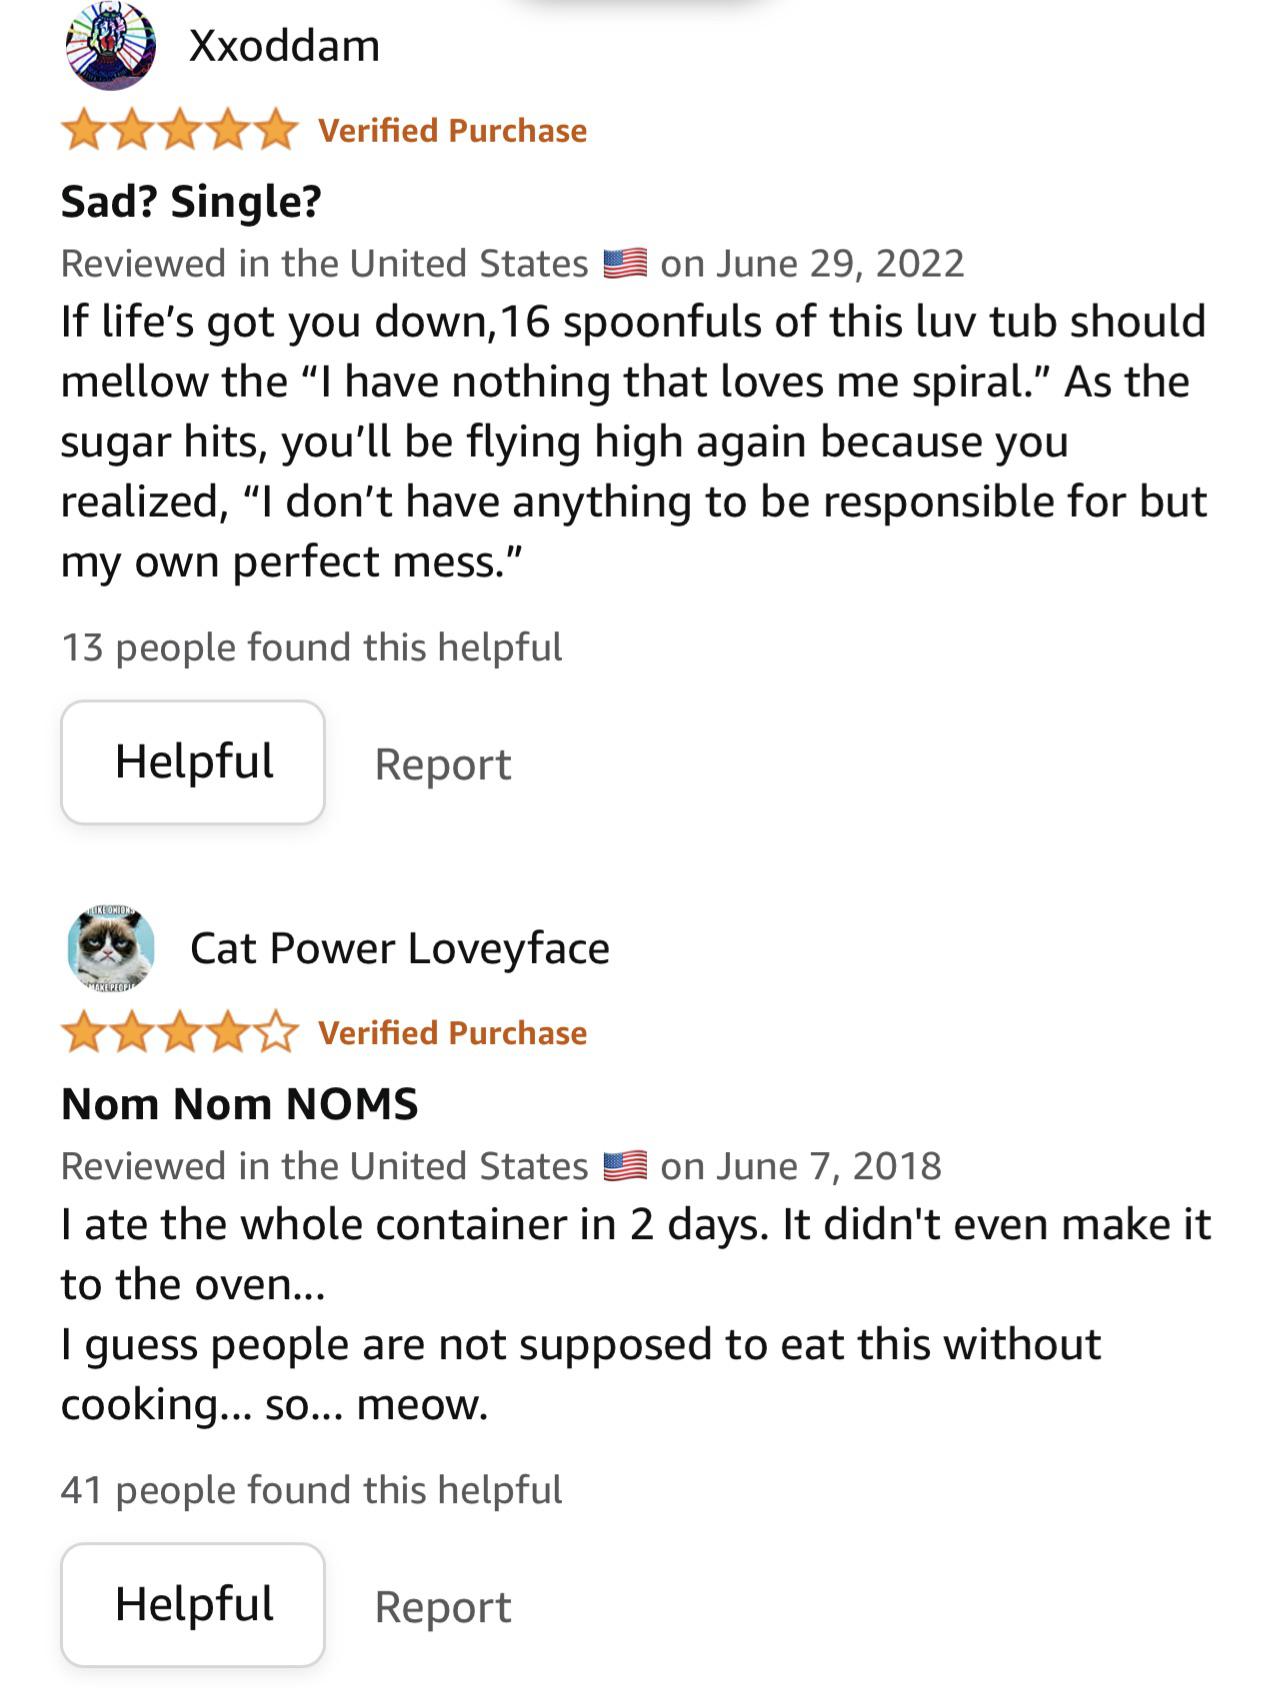 Xxoddam
Verified Purchase
Sad? Single?
Reviewed in the United States 🇺🇸 on June 29, 2022
If life’s got you down,16 spoonfuls of this luv tub should
mellow the “I have nothing that loves me spiral.” As the
sugar hits, you’ll be flying high again because you
realized, “I don’t have anything to be responsible for but
my own perfect mess.”
13 people found this helpful
Helpful Report
LIKE ONIONS
MAKE PEOPLE
Cat Power Loveyface
Verified Purchase
Nom Nom NOMS
Reviewed in the United States 🇺🇸 on June 7, 2018
I ate the whole container in 2 days. It didn't even make it
to the oven...
I guess people are not supposed to eat this without
cooking... so... meow.
41 people found this helpful
Helpful Report